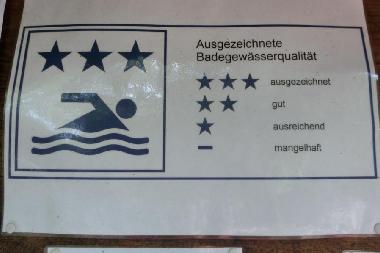 Ausgezeichnete
Badegewässerqualität
ausgezeichnet
gut
ausreichend
mangelhaft